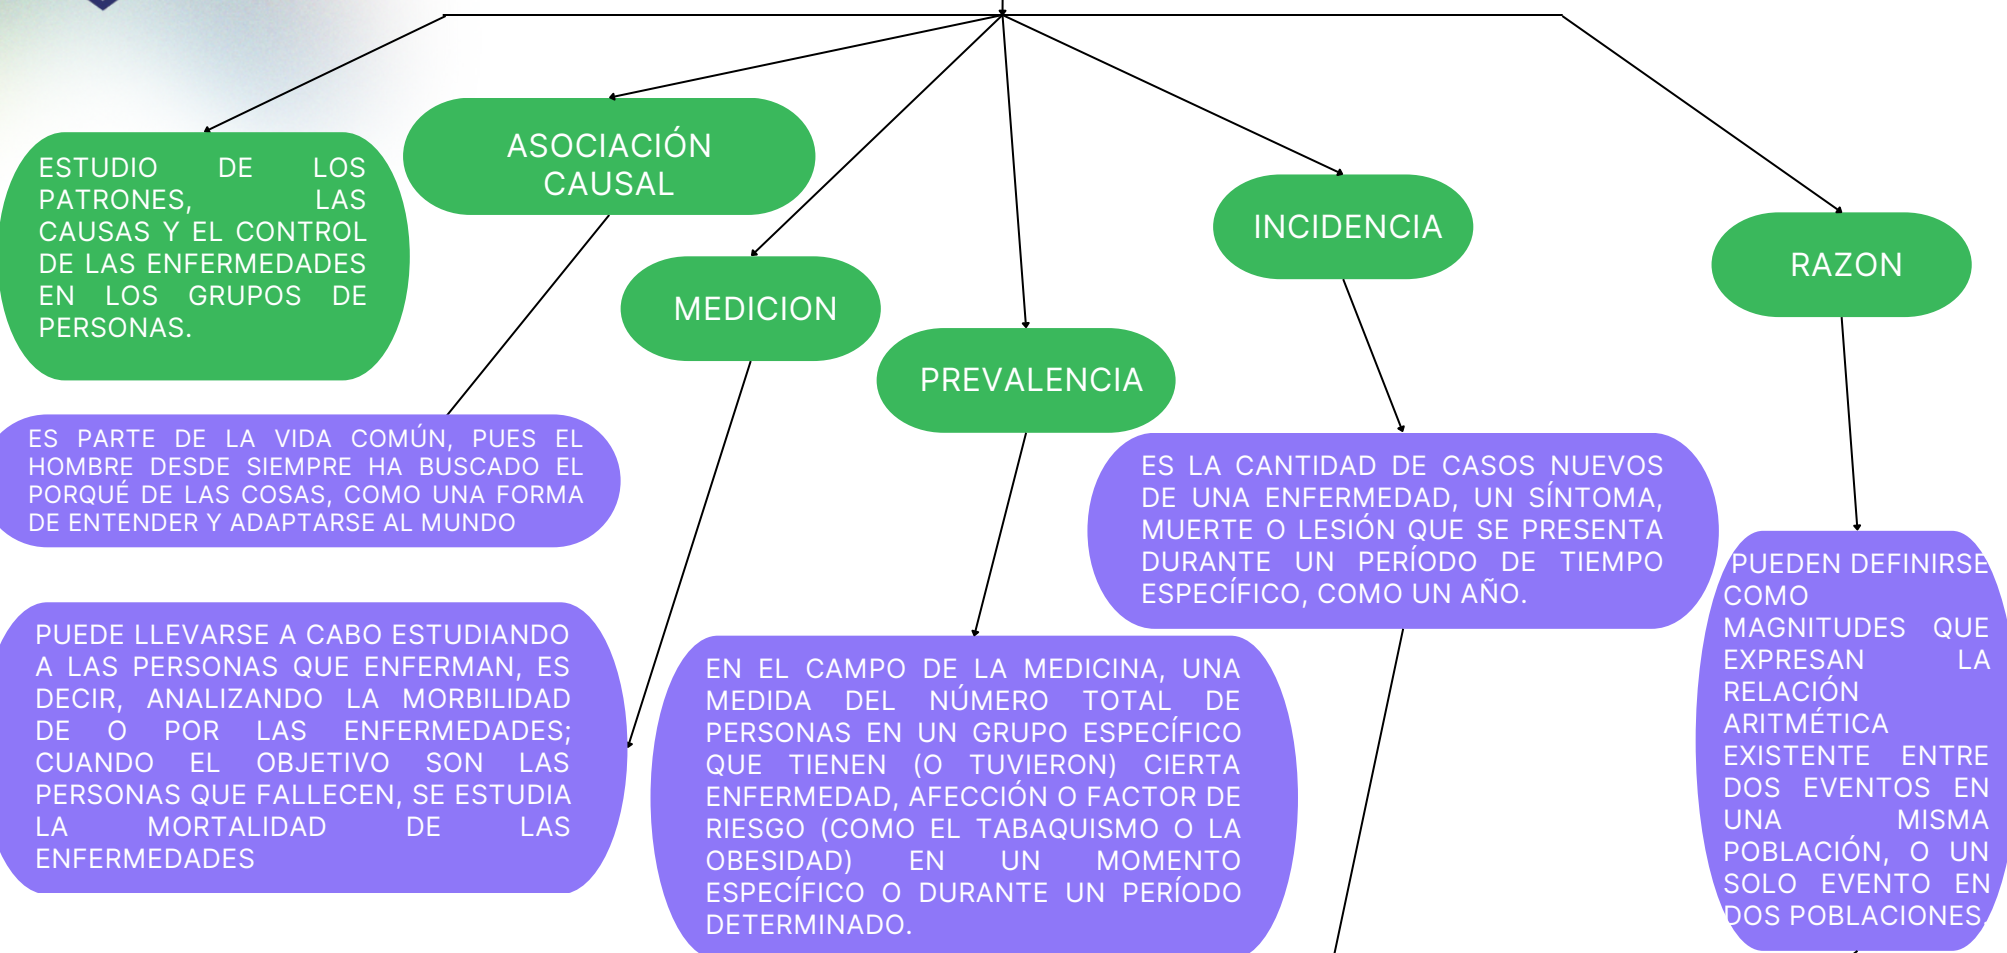 ESTUDIO DE LOS
PATRONES, LAS
CAUSAS Y EL CONTROL
DE LAS ENFERMEDADES
EN LOS GRUPOS DE
PERSONAS.
ASOCIACIÓN
CAUSAL
MEDICION
PREVALENCIA
INCIDENCIA
RAZON
ES PARTE DE LA VIDA COMÚN, PUES EL
HOMBRE DESDE SIEMPRE HA BUSCADO EL
PORQUÉ DE LAS COSAS, COMO UNA FORMA
DE ENTENDER Y ADAPTARSE AL MUNDO
PUEDE LLEVARSE A CABO ESTUDIANDO
A LAS PERSONAS QUE ENFERMAN, ES
DECIR, ANALIZANDO LA MORBILIDAD
DE O POR LAS ENFERMEDADES;
CUANDO EL OBJETIVO SON LAS
PERSONAS QUE FALLECEN, SE ESTUDIA
LA MORTALIDAD DE LAS
ENFERMEDADES
EN EL CAMPO DE LA MEDICINA, UNA
MEDIDA DEL NÚMERO TOTAL DE
PERSONAS EN UN GRUPO ESPECÍFICO
QUE TIENEN (O TUVIERON) CIERTA
ENFERMEDAD, AFECCIÓN O FACTOR DE
RIESGO (COMO EL TABAQUISMO O LA
OBESIDAD) EN UN MOMENTO
ESPECÍFICO O DURANTE UN PERÍODO
DETERMINADO.
ES LA CANTIDAD DE CASOS NUEVOS
DE UNA ENFERMEDAD, UN SÍNTOMA,
MUERTE O LESIÓN QUE SE PRESENTA
DURANTE UN PERÍODO DE TIEMPO
ESPECÍFICO, COMO UN AÑO.
PUEDEN DEFINIRSE
COMO
MAGNITUDES QUE
EXPRESAN LA
RELACIÓN
ARITMÉTICA
EXISTENTE ENTRE
DOS EVENTOS EN
UNA MISMA
POBLACIÓN, O UN
SOLO EVENTO EN
DOS POBLACIONES.